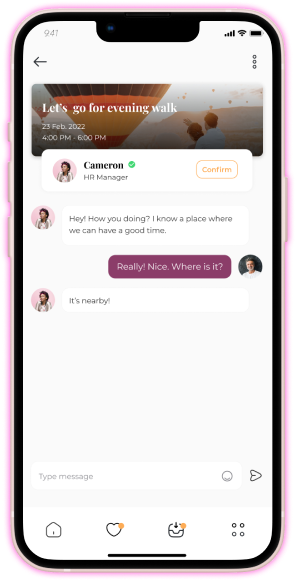 9:41
Let's go for evening walk
23 Feb, 2022
4:00 PM - 6:00 PM
Cameron
HR Manager
Confirm
Hey! How you doing? I know a place where
we can have a good time.
Really! Nice. Where is it?
It's nearby!
Type message